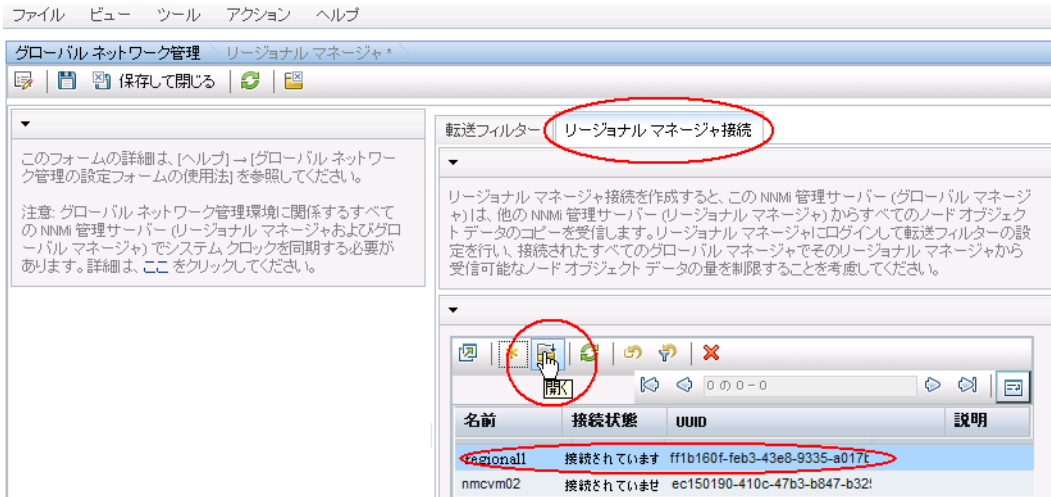 ファイル ビュー ツール アクション ヘルプ
グローバル ネットワーク管理 リージョナル マネージャ *
保存して閉じる
このフォームの詳細は、[ヘルプ]→[グローバル ネットワー
ク管理の設定フォームの使用法] を参照してください。
注意: グローバル ネットワーク管理環境に関係するすべて
の NNMi 管理サーバー (リージョナル マネージャおよびグロ
ーバル マネージャ) でシステム クロックを同期する必要が
あります。詳細は、ここ をクリックしてください。
転送フィルター リージョナル マネージャ接続
リージョナル マネージャ接続を作成すると、この NNMi 管理サーバー (グローバル マネージ
ャ)は、他の NNMi 管理サーバー (リージョナル マネージャ) からすべてのノード オブジェク
ト データのコピーを受信します。リージョナル マネージャにログインして転送フィルターの設
定を行い、接続されたすべてのグローバル マネージャでそのリージョナル マネージャから
受信可能なノード オブジェクト データの量を制限することを考慮してください。
開く
0 の 0 - 0
名前 接続状態 UUID 説明
regional1 接続されています ff1b160f-feb3-43e8-9335-a017b
nmcvm02 接続されていませ ec150190-410c-47b3-b847-b32